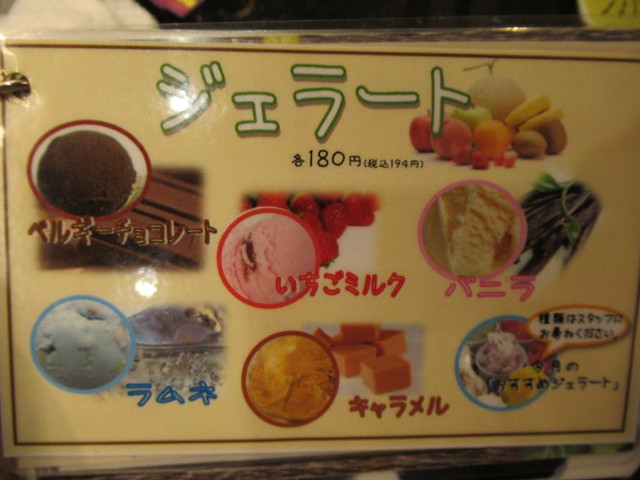 ジェラート
各180円(税込194円)
ベルギーチョコレート
いちごミルク
バニラ
ラムネ
キャラメル
種類はスタッフに
お尋ねください。
今月の
「おすすめジェラート」